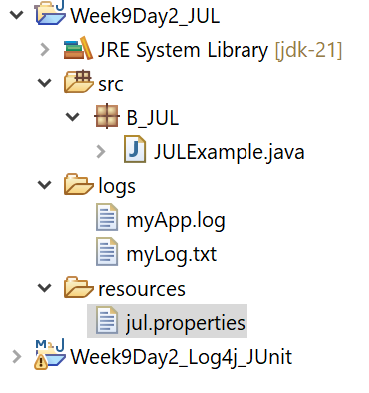 Week9Day2_JUL
JRE System Library [jdk-21]
src
B_JUL
JULExample.java
logs
myApp.log
myLog.txt
resources
jul.properties
Week9Day2_Log4j_JUnit